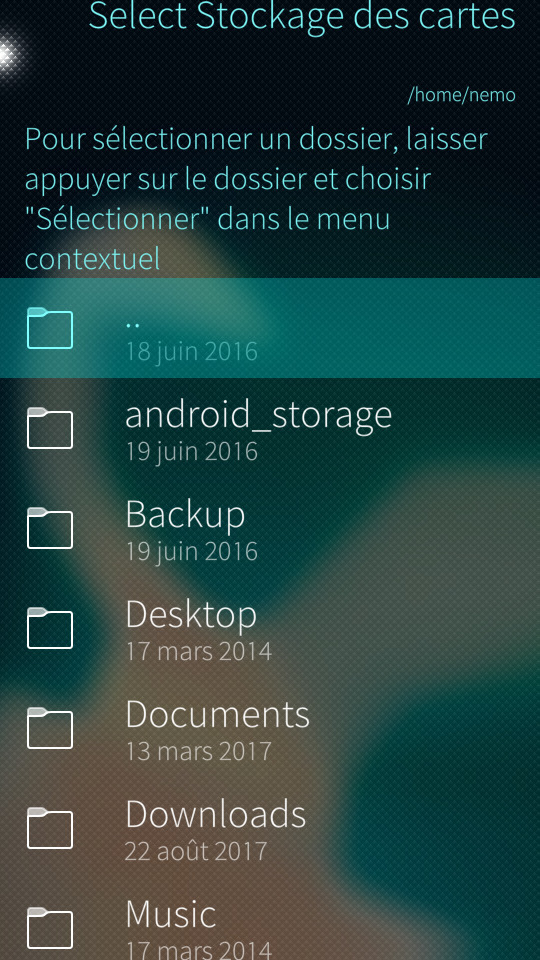 Select Stockage des cartes
/home/nemo
Pour sélectionner un dossier, laisser
appuyer sur le dossier et choisir
"Sélectionner" dans le menu
contextuel
..
18 juin 2016
android_storage
19 juin 2016
Backup
19 juin 2016
Desktop
17 mars 2014
Documents
13 mars 2017
Downloads
22 août 2017
Music
17 mars 2014